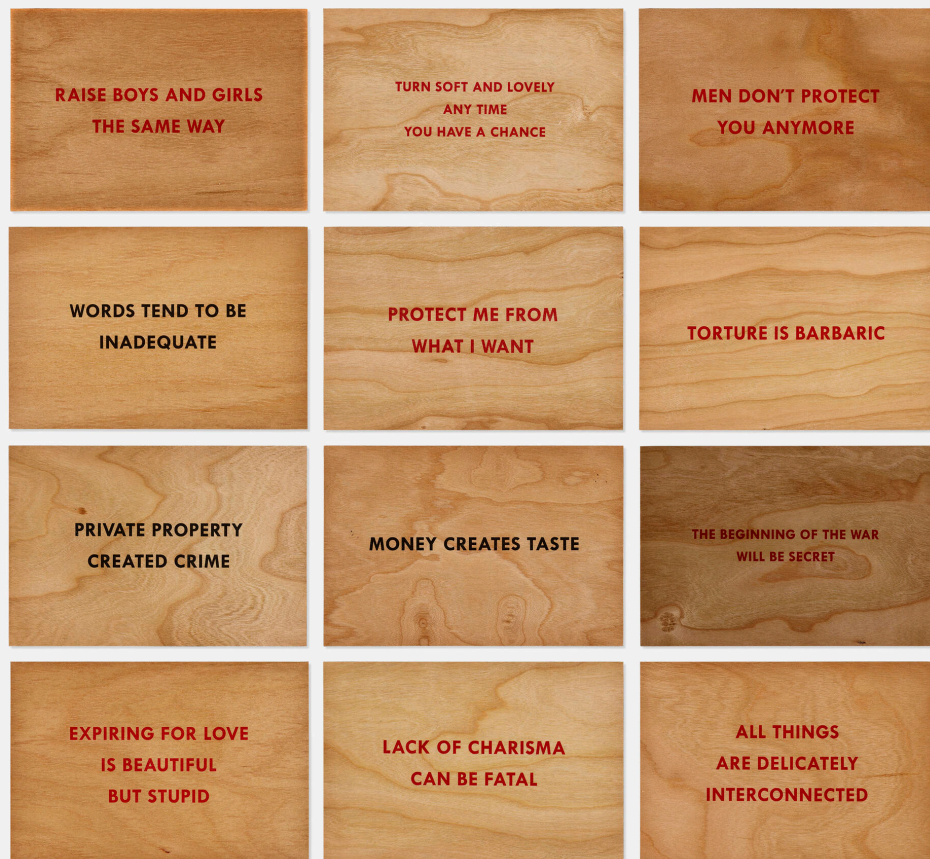 RAISE BOYS AND GIRLS
THE SAME WAY
TURN SOFT AND LOVELY
ANY TIME
YOU HAVE A CHANCE
MEN DON'T PROTECT
YOU ANYMORE
WORDS TEND TO BE
INADEQUATE
PROTECT ME FROM
WHAT I WANT
TORTURE IS BARBARIC
PRIVATE PROPERTY
CREATED CRIME
MONEY CREATES TASTE
THE BEGINNING OF THE WAR
WILL BE SECRET
EXPIRING FOR LOVE
IS BEAUTIFUL
BUT STUPID
LACK OF CHARISMA
CAN BE FATAL
ALL THINGS
ARE DELICATELY
INTERCONNECTED